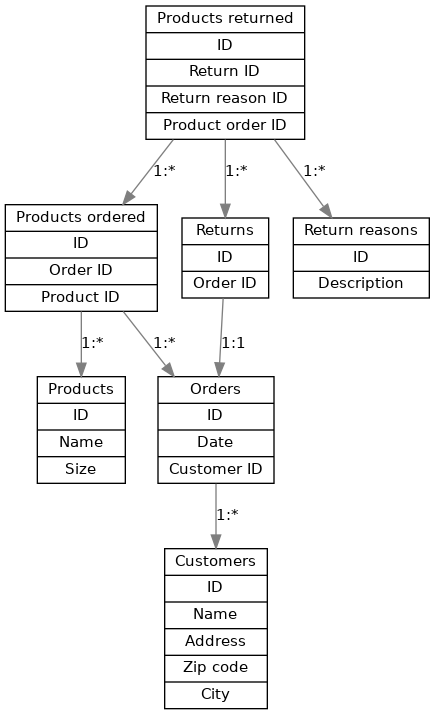 Products returned
ID
Return ID
Return reason ID
Product order ID
1:*
1:*
1:*
Products ordered
ID
Order ID
Product ID
Returns
ID
Order ID
Return reasons
ID
Description
1:*
1:*
1:1
Products
ID
Name
Size
Orders
ID
Date
Customer ID
1:*
Customers
ID
Name
Address
Zip code
City